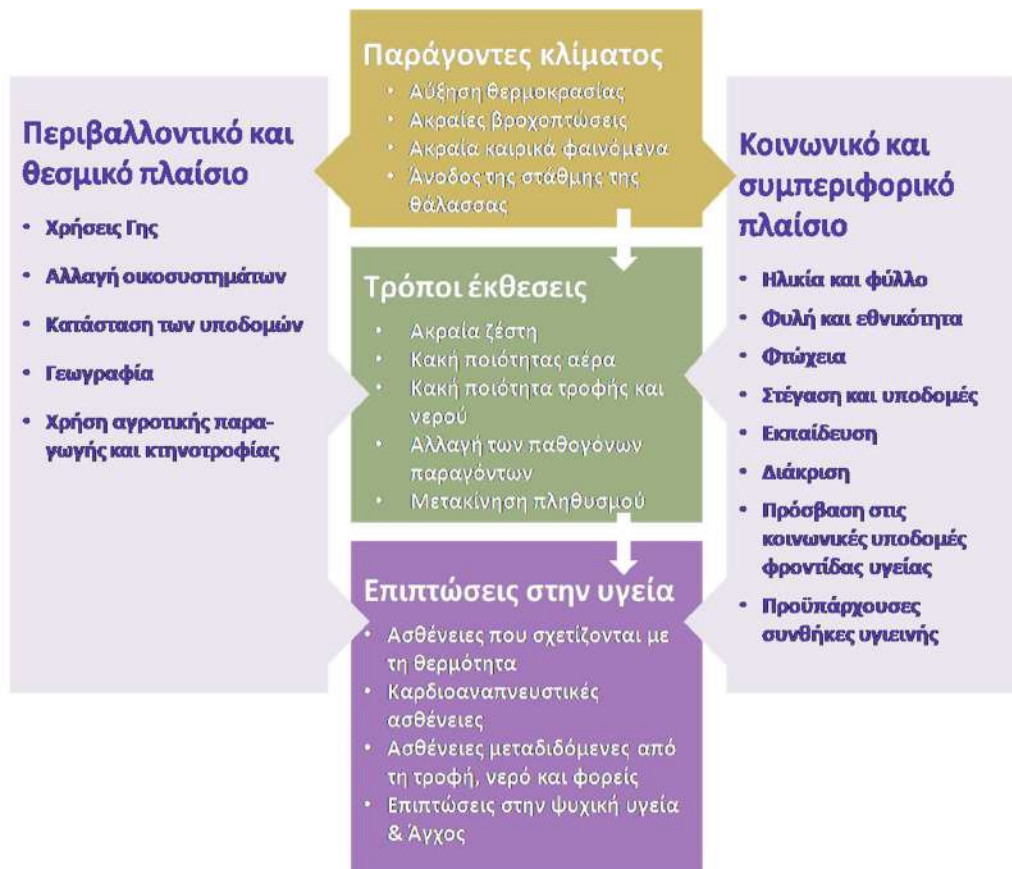 Παράγοντες κλίματος
• Αύξηση θερμοκρασίας
• Ακραίες βροχοπτώσεις
• Ακραία καιρικά φαινόμενα
• Άνοδος της στάθμης της
θάλασσας
Περιβαλλοντικό και
θεσμικό πλαίσιο
• Χρήσεις Γης
• Αλλαγή οικοσυστημάτων
• Κατάσταση των υποδομών
• Γεωγραφία
• Χρήση αγροτικής παρα-
γωγής και κτηνοτροφίας
Τρόποι έκθεσεις
• Ακραία ζέστη
• Κακή ποιότητας αέρα
• Κακή ποιότητα τροφής και
νερού
• Αλλαγή των παθογόνων
παραγόντων
• Μετακίνηση πληθυσμού
Κοινωνικό και
συμπεριφορικό
πλαίσιο
• Ηλικία και φύλλο
• Φυλή και εθνικότητα
• Φτώχεια
• Στέγαση και υποδομές
• Εκπαίδευση
• Διάκριση
• Πρόσβαση στις
κοινωνικές υποδομές
φροντίδας υγείας
• Προϋπάρχουσες
συνθήκες υγιεινής
Επιπτώσεις στην υγεία
• Ασθένειες που σχετίζονται με
τη θερμότητα
• Καρδιοαναπνευστικές
ασθένειες
• Ασθένειες μεταδιδόμενες από
τη τροφή, νερό και φορείς
• Επιπτώσεις στην ψυχική υγεία
& Άγχος